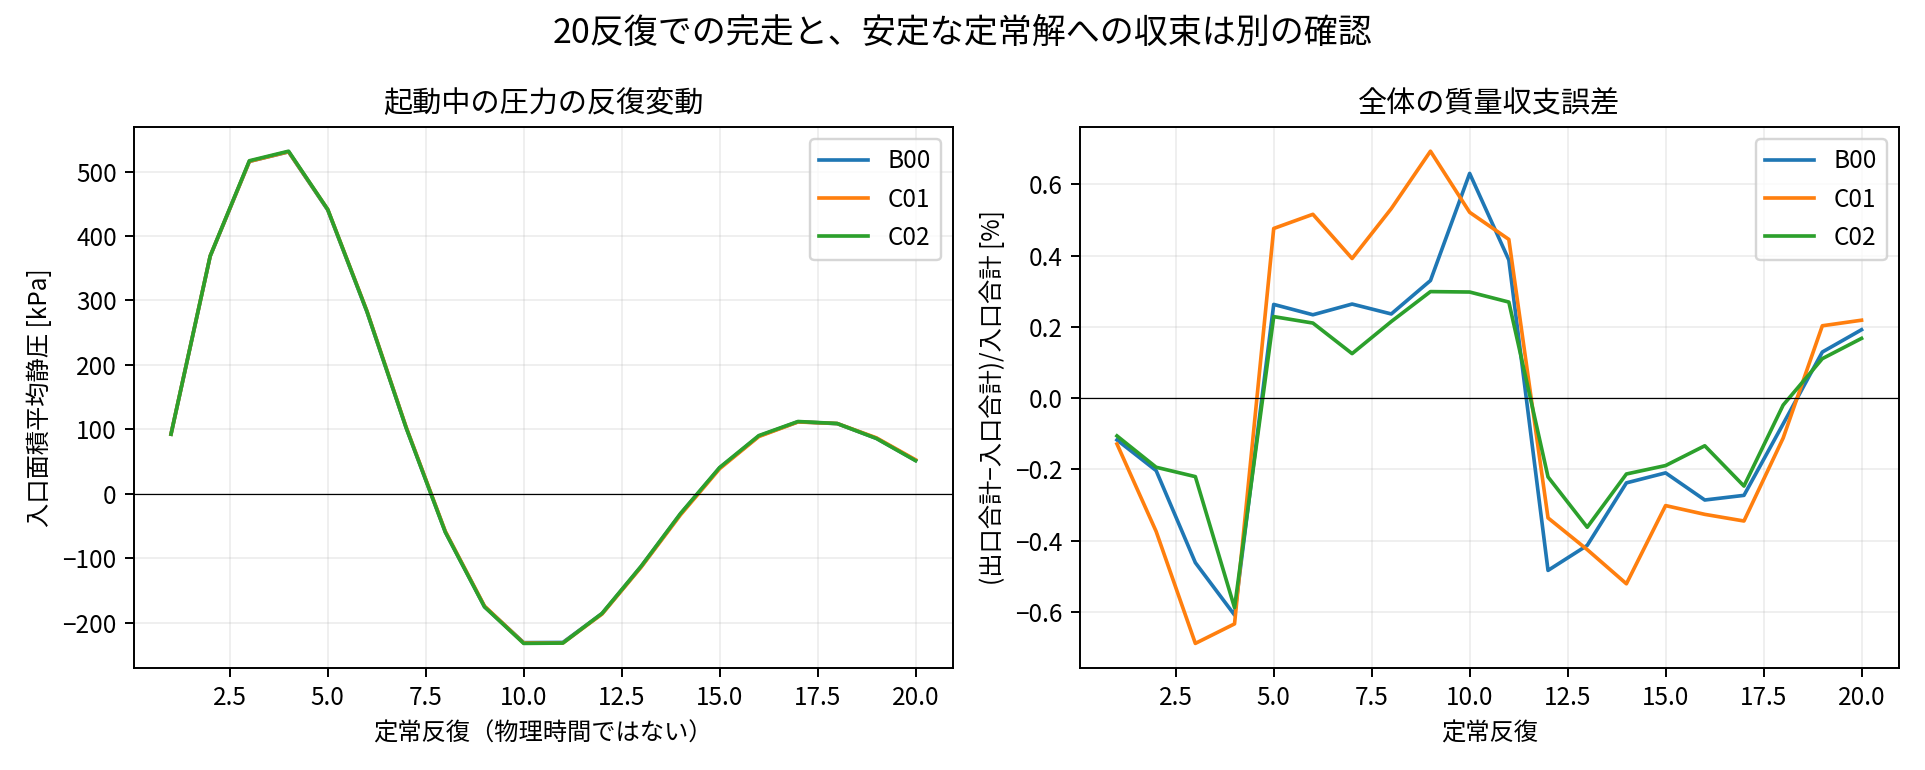 20反復での完走と、安定な定常解への収束は別の確認
起動中の圧力の反復変動
入口面積平均静圧 [kPa]
500
400
300
200
100
0
−100
−200
2.5
5.0
7.5
10.0
12.5
15.0
17.5
20.0
定常反復（物理時間ではない）
B00
C01
C02
全体の質量収支誤差
(出口合計−入口合計)/入口合計 [%]
0.6
0.4
0.2
0.0
−0.2
−0.4
−0.6
2.5
5.0
7.5
10.0
12.5
15.0
17.5
20.0
定常反復
B00
C01
C02